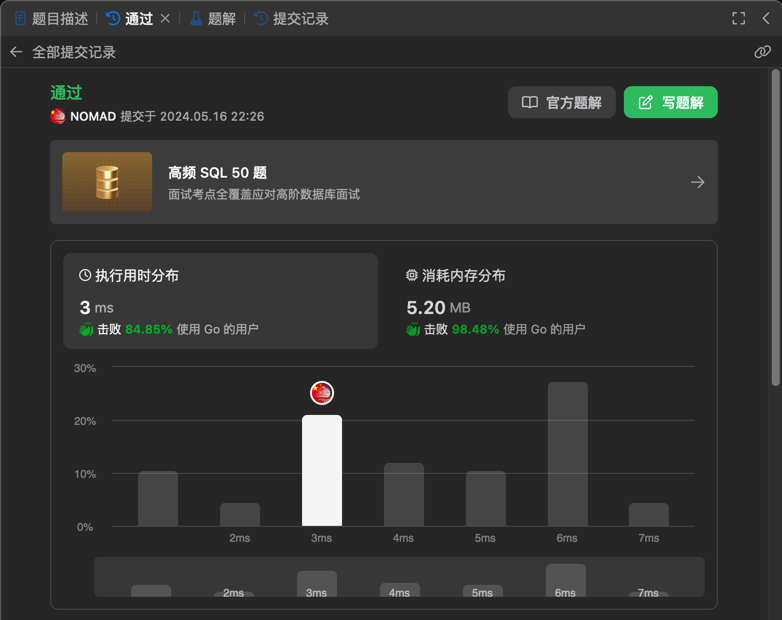 题目描述 通过 题解 提交记录
全部提交记录
通过
NOMAD 提交于 2024.05.16 22:26
官方题解 写题解
高频 SQL 50 题
面试考点全覆盖应对高阶数据库面试
执行用时分布
3 ms
击败 84.85% 使用 Go 的用户
消耗内存分布
5.20 MB
击败 98.48% 使用 Go 的用户
30%
20%
10%
0%
2ms 3ms 4ms 5ms 6ms 7ms
2ms 3ms 4ms 5ms 6ms 7ms